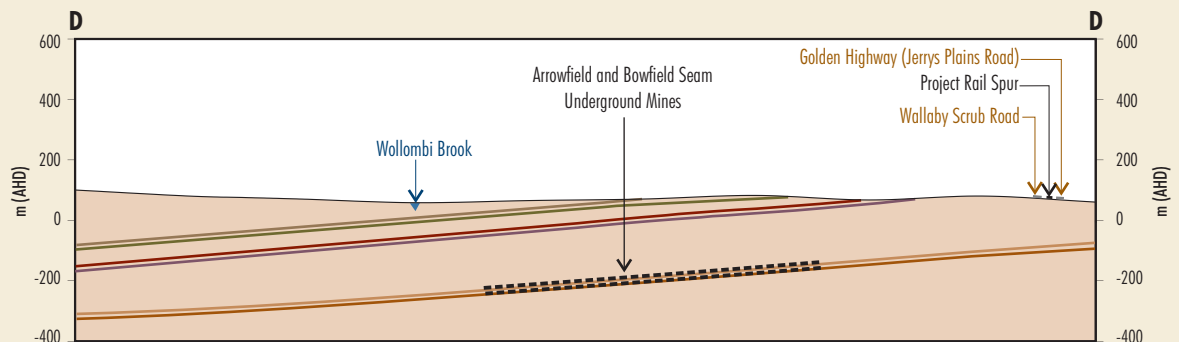 D
D
600
600
Golden Highway (Jerrys Plains Road)
Arrowfield and Bowfield Seam
Underground Mines
Project Rail Spur
400
400
Wallaby Scrub Road
Wollombi Brook
200
200
m (AHD)
m (AHD)
0
0
-200
-200
-400
-400